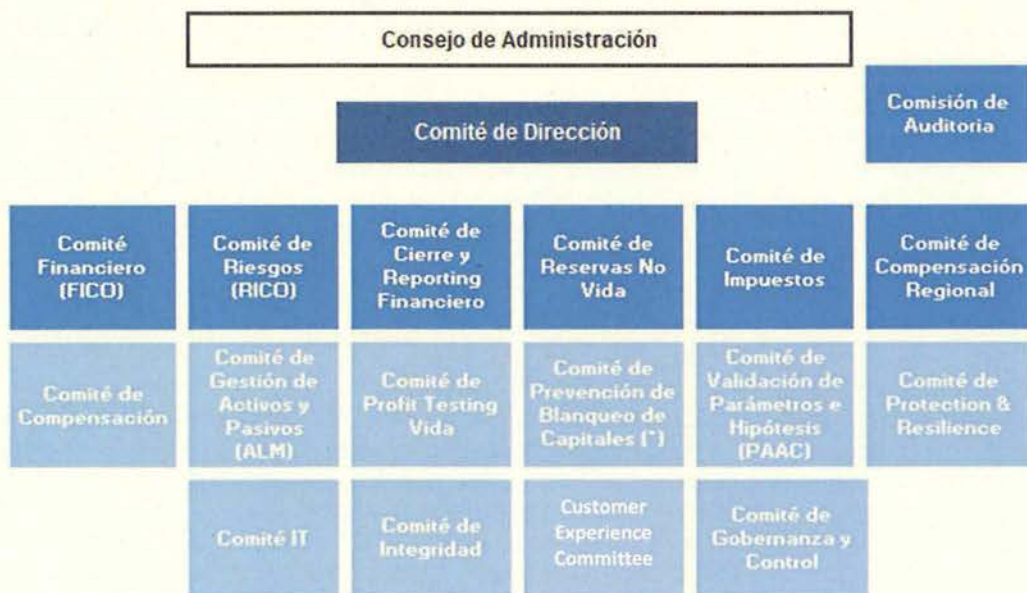 Consejo de Administración
Comisión de
Auditoria
Comité de Dirección
Comité
Financiero
(FICO)
Comité de
Riesgos
(RICO)
Comité de
Cierre y
Reporting
Financiero
Comité de
Reservas No
Vida
Comité de
Impuestos
Comité de
Compensación
Regional
Comité de
Compensación
Comité de
Gestión de
Activos y
Pasivos
(ALM)
Comité de
Profit Testing
Vida
Comité de
Prevención de
Blanqueo de
Capitales (*)
Comité de
Validación de
Parámetros e
Hipótesis
(PAAC)
Comité de
Protection &
Resilience
Comité IT
Comité de
Integridad
Customer
Experience
Committee
Comité de
Gobernanza y
Control